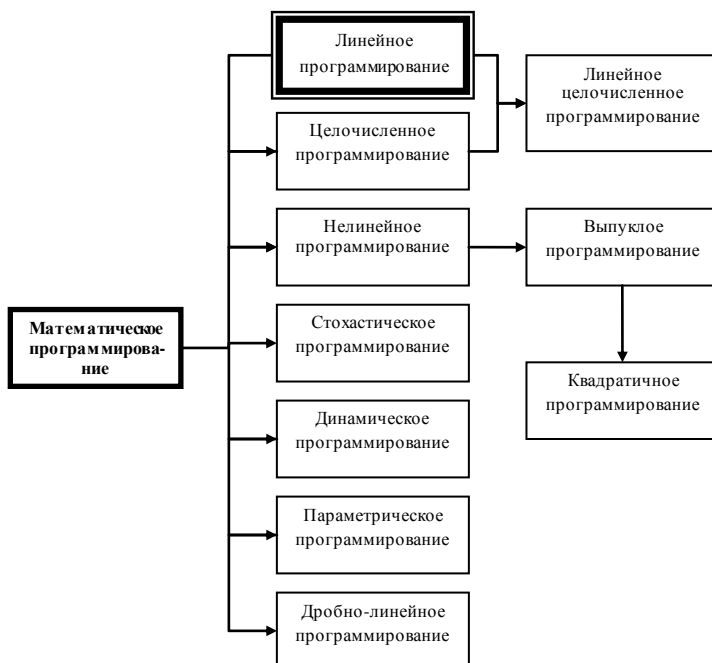 Линейное
программирование
Линейное
целочисленное
программирование
Целочисленное
программирование
Нелинейное
программирование
Выпуклое
программирование
Математическое
программирова-
ние
Стохастическое
программирование
Квадратичное
программирование
Динамическое
программирование
Параметрическое
программирование
Дробно-линейное
программирование